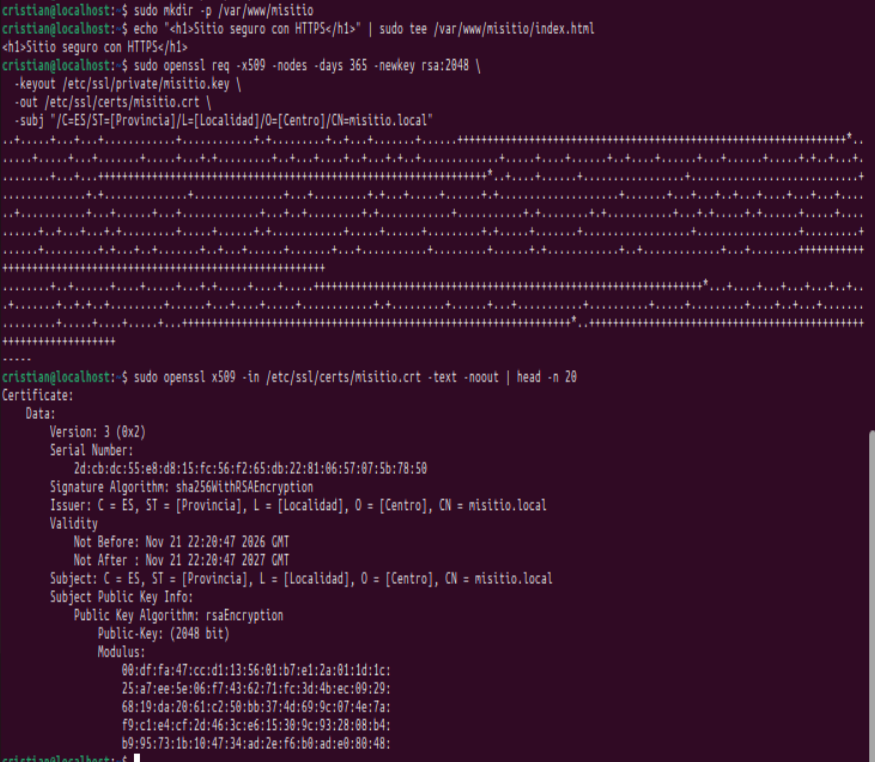 cristian@localhost:~$ sudo mkdir -p /var/www/misitio
cristian@localhost:~$ echo "<h1>Sitio seguro con HTTPS</h1>" | sudo tee /var/www/misitio/index.html
<h1>Sitio seguro con HTTPS</h1>
cristian@localhost:~$ sudo openssl req -x509 -nodes -days 365 -newkey rsa:2048 \
-keyout /etc/ssl/private/misitio.key \
-out /etc/ssl/certs/misitio.crt \
-subj "/C=ES/ST=[Provincia]/L=[Localidad]/O=[Centro]/CN=misitio.local"
-----
cristian@localhost:~$ sudo openssl x509 -in /etc/ssl/certs/misitio.crt -text -noout | head -n 20
Certificate:
Data:
Version: 3 (0x2)
Serial Number:
2d:cb:dc:55:e8:d8:15:fc:56:f2:65:db:22:81:06:57:07:5b:78:50
Signature Algorithm: sha256WithRSAEncryption
Issuer: C = ES, ST = [Provincia], L = [Localidad], O = [Centro], CN = misitio.local
Validity
Not Before: Nov 21 22:20:47 2026 GMT
Not After : Nov 21 22:20:47 2027 GMT
Subject: C = ES, ST = [Provincia], L = [Localidad], O = [Centro], CN = misitio.local
Subject Public Key Info:
Public Key Algorithm: rsaEncryption
Public-Key: (2048 bit)
Modulus:
00:df:fa:47:cc:d1:13:56:01:b7:e1:2a:01:1d:1c:
25:a7:ee:5e:06:f7:43:62:71:fc:3d:4b:ec:09:29:
68:19:da:20:61:c2:50:bb:37:4d:69:9c:07:4e:7a:
f9:c1:e4:cf:2d:46:3c:e6:15:30:9c:93:28:08:b4:
b9:95:73:1b:10:47:34:ad:2e:f6:b0:ad:e0:80:48:
cristian@localhost:~$